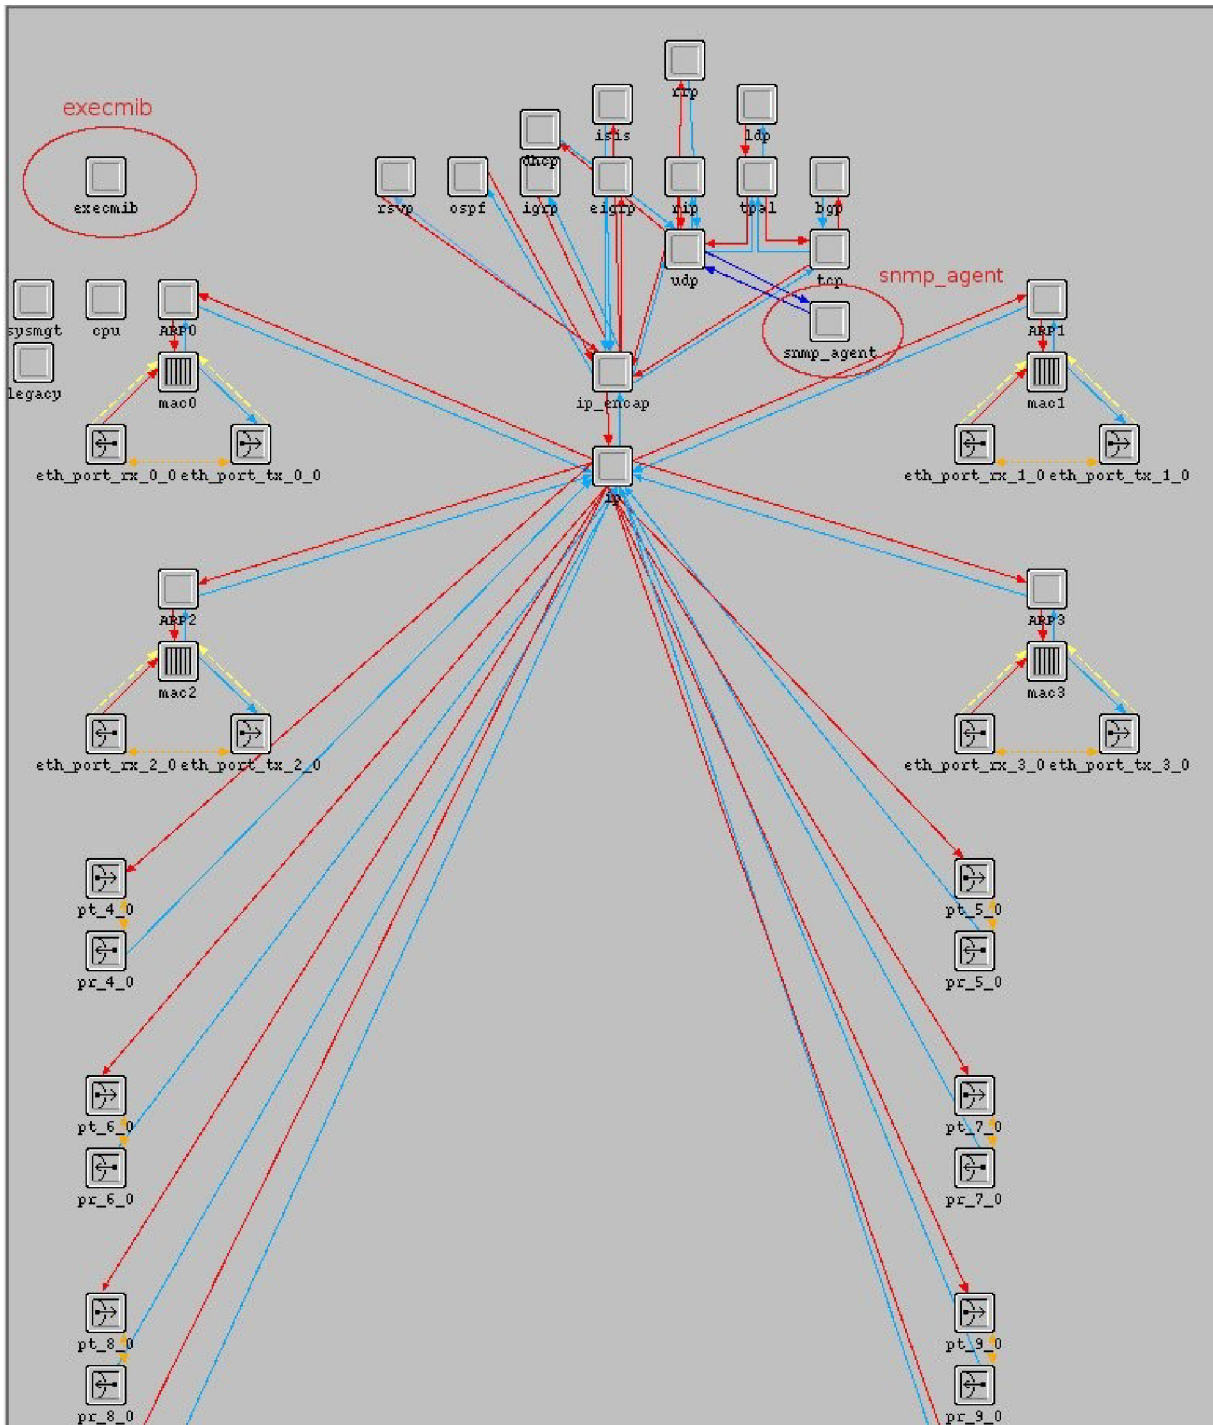 rrp
execmib
isis
ldp
dhcp
execmib
rsvp
ospf
igrp
eigrp
rip
tpal
bgp
udp
tcp
snmp_agent
sysmgt
cpu
ARP0
ARP1
snmp_agent
legacy
mac0
ip_encap
mac1
eth_port_rx_0_0 eth_port_tx_0_0
eth_port_rx_1_0 eth_port_tx_1_0
ip
ARP2
ARP3
mac2
mac3
eth_port_rx_2_0 eth_port_tx_2_0
eth_port_rx_3_0 eth_port_tx_3_0
pt_4_0
pt_5_0
pr_4_0
pr_5_0
pt_6_0
pt_7_0
pr_6_0
pr_7_0
pt_8_0
pt_9_0
pr_8_0
pr_9_0